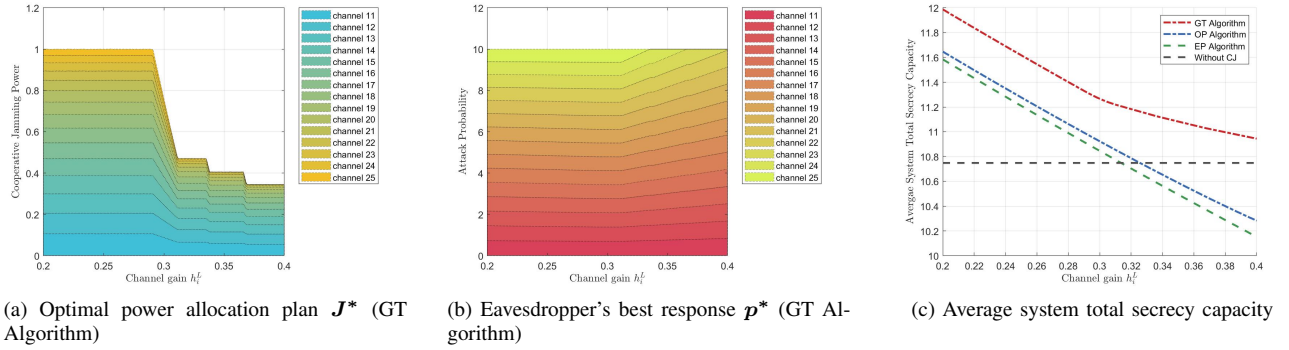 1.2
1
0.8
0.6
0.4
0.2
0
0.2
0.25
0.3
0.35
0.4
Cooperative Jamming Power
Channel gain h_i^L
channel 11
channel 12
channel 13
channel 14
channel 15
channel 16
channel 17
channel 18
channel 19
channel 20
channel 21
channel 22
channel 23
channel 24
channel 25
(a) Optimal power allocation plan J* (GT
Algorithm)
12
10
8
6
4
2
0
0.2
0.25
0.3
0.35
0.4
Attack Probability
Channel gain h_i^L
channel 11
channel 12
channel 13
channel 14
channel 15
channel 16
channel 17
channel 18
channel 19
channel 20
channel 21
channel 22
channel 23
channel 24
channel 25
(b) Eavesdropper's best response p* (GT Al-
gorithm)
12
11.8
11.6
11.4
11.2
11
10.8
10.6
10.4
10.2
10
0.2
0.22
0.24
0.26
0.28
0.3
0.32
0.34
0.36
0.38
0.4
Avergae System Total Secrecy Capacity
Channel gain h_i^L
GT Algorithm
OP Algorithm
EP Algorithm
Without CJ
(c) Average system total secrecy capacity